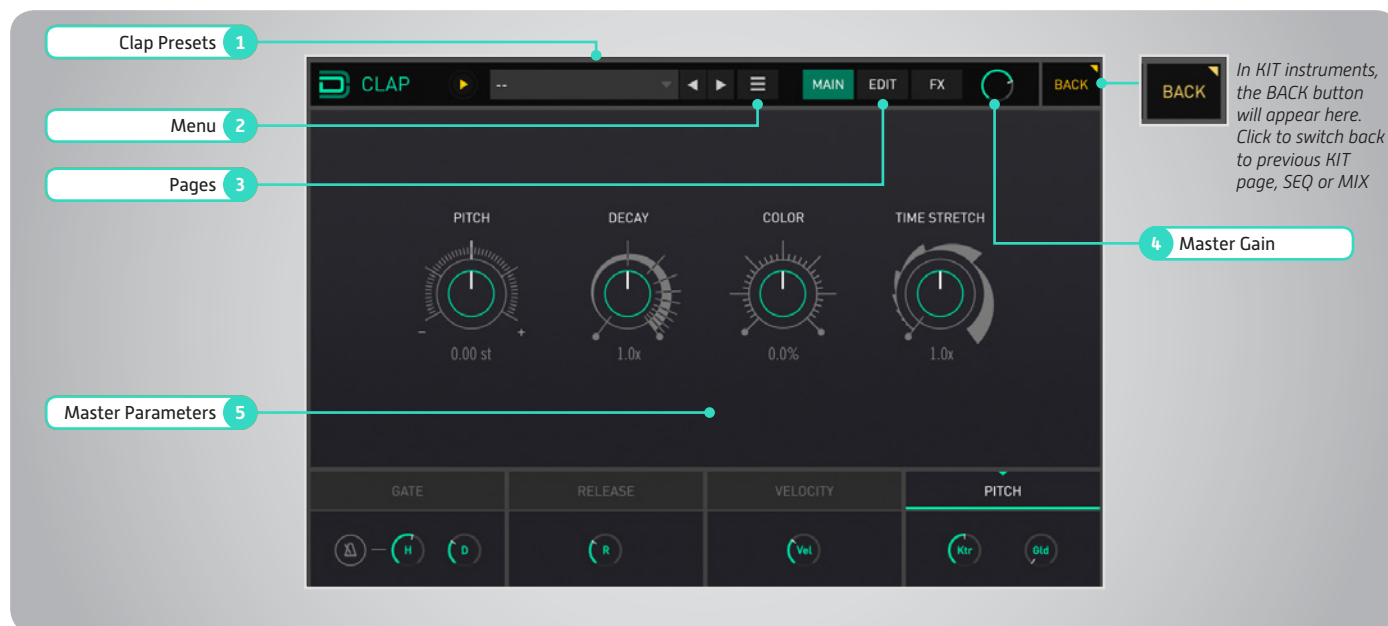 Clap Presets 1
CLAP
--
MAIN EDIT FX
BACK
BACK
In KIT instruments,
the BACK button
will appear here.
Click to switch back
to previous KIT
page, SEQ or MIX
Menu 2
Pages 3
PITCH DECAY COLOR TIME STRETCH
4 Master Gain
- +
0.00 st 1.0x 0.0% 1.0x
Master Parameters 5
GATE RELEASE VELOCITY PITCH
H D R Vel Ktr Gld